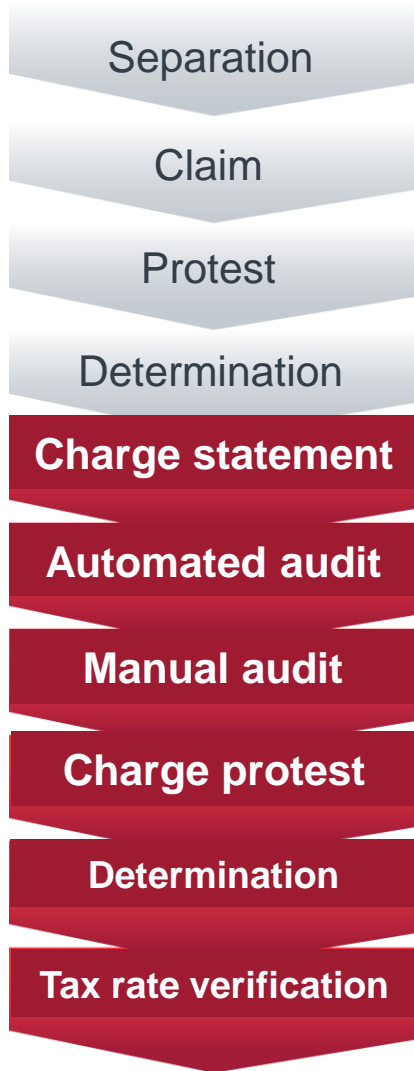 Separation
Claim
Protest
Determination
Charge statement
Automated audit
Manual audit
Charge protest
Determination
Tax rate verification